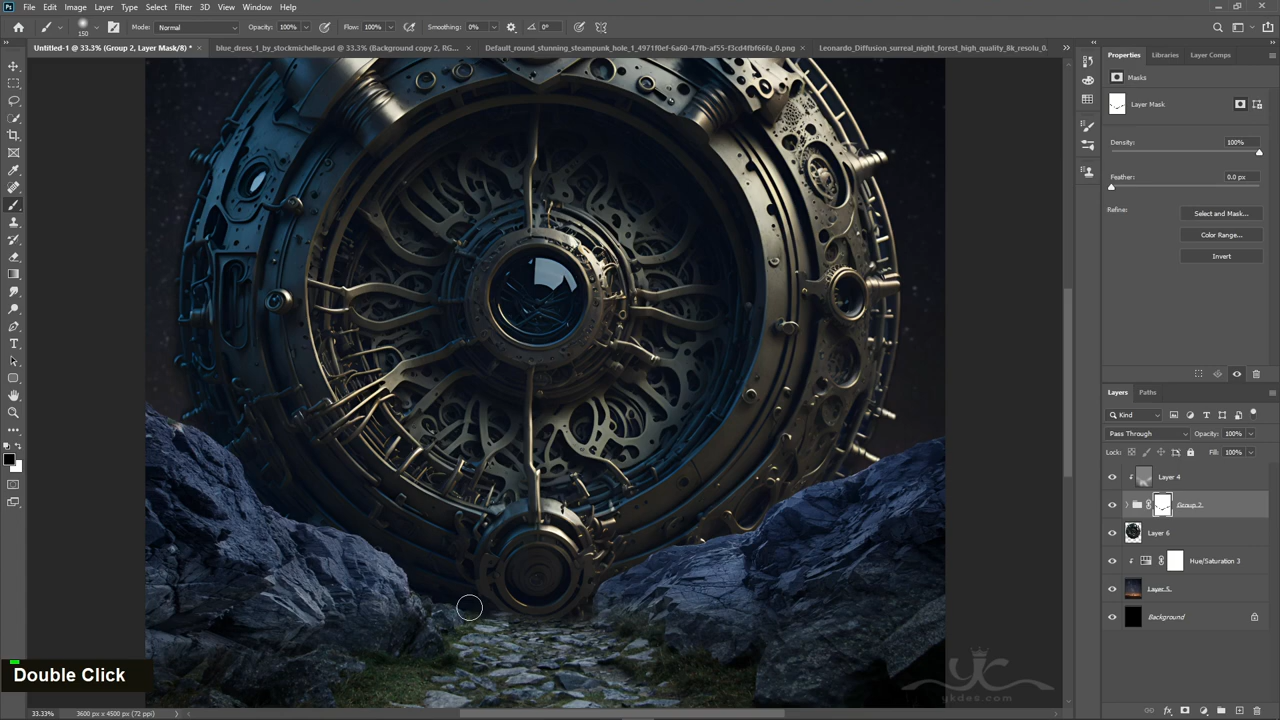 File Edit Image Layer Type Select Filter 3D View Window Help
150 Mode: Normal Opacity: 100% Flow: 100% Smoothing: 0% 0°
Untitled-1 @ 33.3% (Group 2, Layer Mask/8) * × blue_dress_1_by_stockmichelle.psd @ 33.3% (Background copy 2, RG... × Default_round_stunning_steampunk_hole_1_4971f0ef-6a60-47fb-af55-f3cd4fbf66fa_0.png × Leonardo_Diffusion_surreal_night_forest_high_quality_8k_resolu_0.
Properties Libraries Layer Comps
Masks
Layer Mask
Density: 100%
Feather: 0.0 px
Refine: Select and Mask...
Color Range...
Invert
Layers Paths
Kind
Pass Through Opacity: 100%
Lock: Fill: 100%
Layer 4
Group 2
Layer 6
Hue/Saturation 3
Layer 5
Background
Double Click
yc
ykdes.com
33.33% 3600 px x 4500 px (72 ppi)